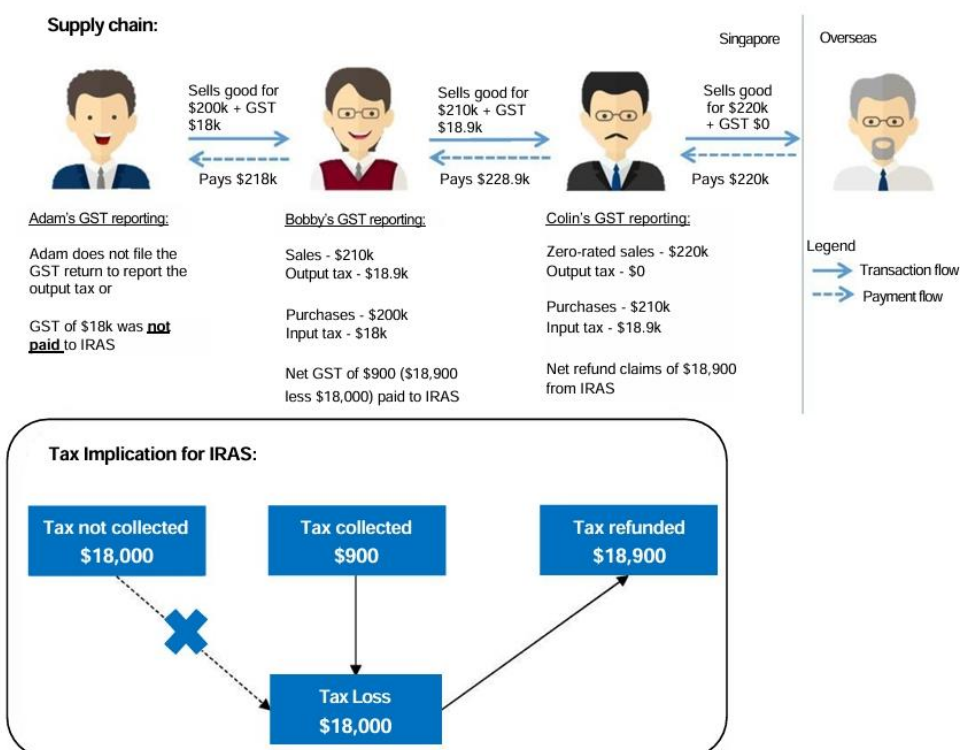 Supply chain:
Singapore
Overseas
Sells good for
$200k + GST
$18k
Pays $218k
Sells good for
$210k + GST
$18.9k
Pays $228.9k
Sells good
for $220k
+ GST $0
Pays $220k
Adam's GST reporting:
Adam does not file the
GST return to report the
output tax or
GST of $18k was not
paid to IRAS
Bobby's GST reporting:
Sales - $210k
Output tax - $18.9k
Purchases - $200k
Input tax - $18k
Net GST of $900 ($18,900
less $18,000) paid to IRAS
Colin's GST reporting:
Zero-rated sales - $220k
Output tax - $0
Purchases - $210k
Input tax - $18.9k
Net refund claims of $18,900
from IRAS
Legend
Transaction flow
Payment flow
Tax Implication for IRAS:
Tax not collected
$18,000
Tax collected
$900
Tax refunded
$18,900
Tax Loss
$18,000